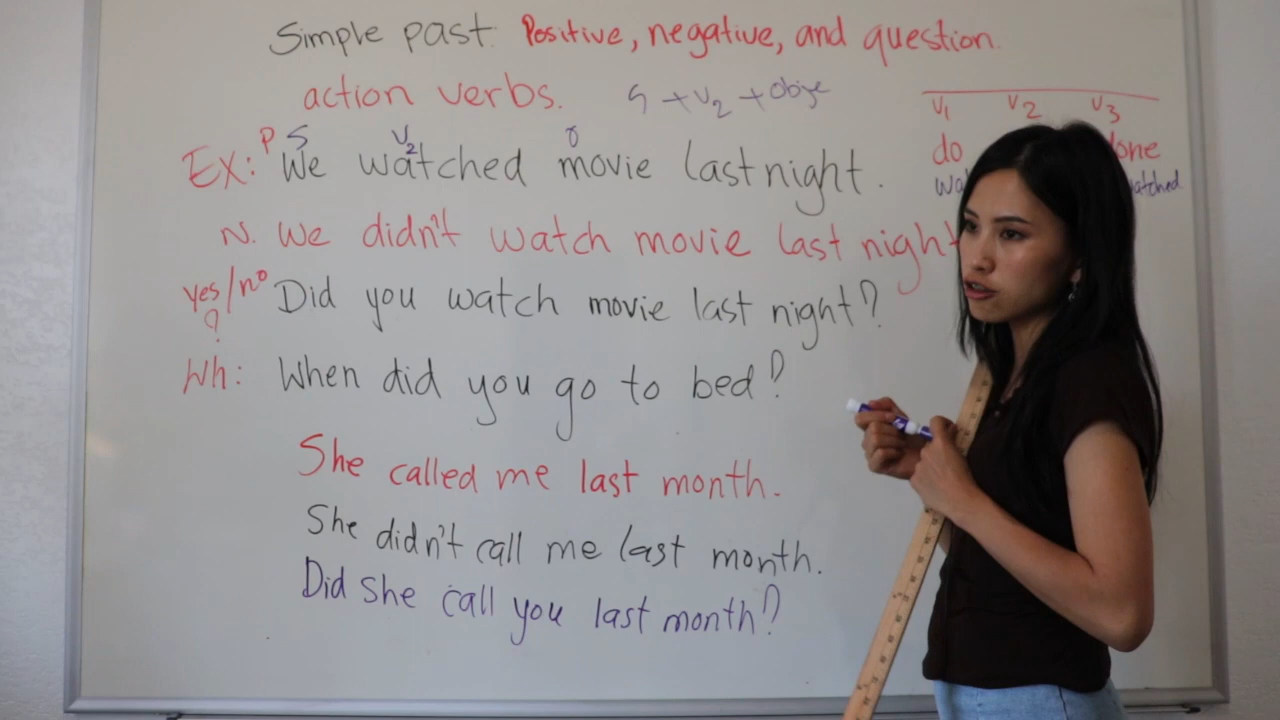 Simple past: Positive, negative, and question.
action verbs. S + V2 + obje
V1 V2 V3
P S V2 o
Ex: We watched movie last night.
do
N. We didn't watch movie last night
yes/no ? Did you watch movie last night?
Wh: When did you go to bed?
She called me last month.
She didn't call me last month.
Did she call you last month?